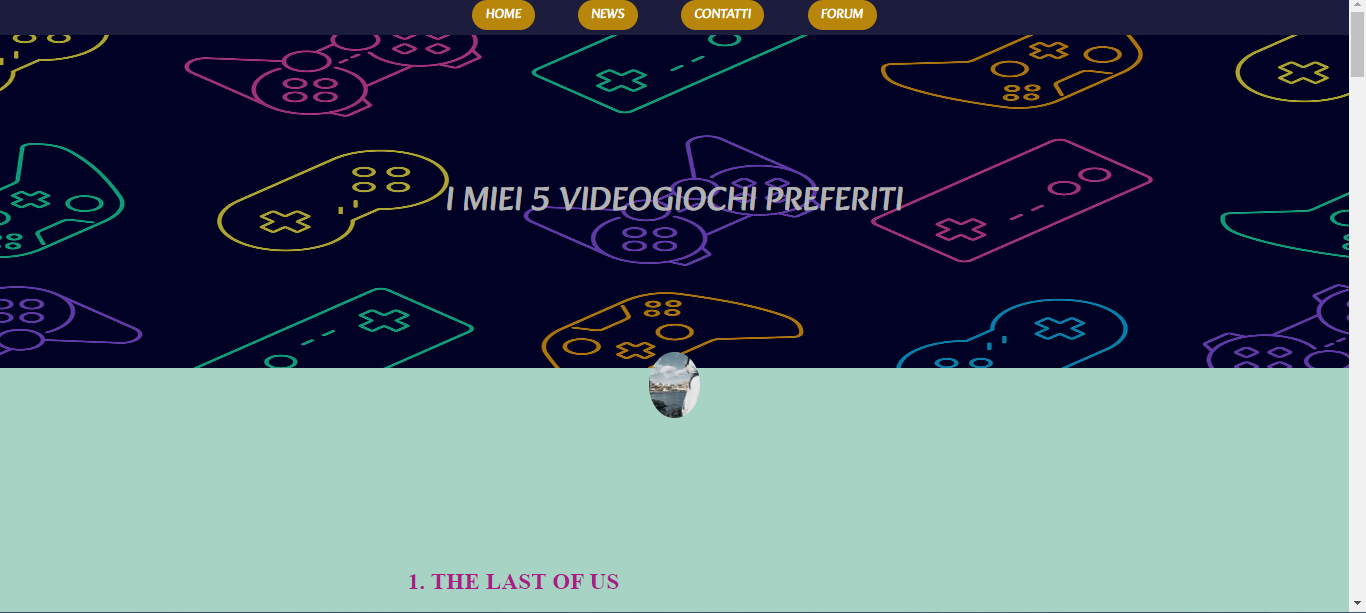 HOME NEWS CONTATTI FORUM
I MIEI 5 VIDEOGIOCHI PREFERITI
1. THE LAST OF US